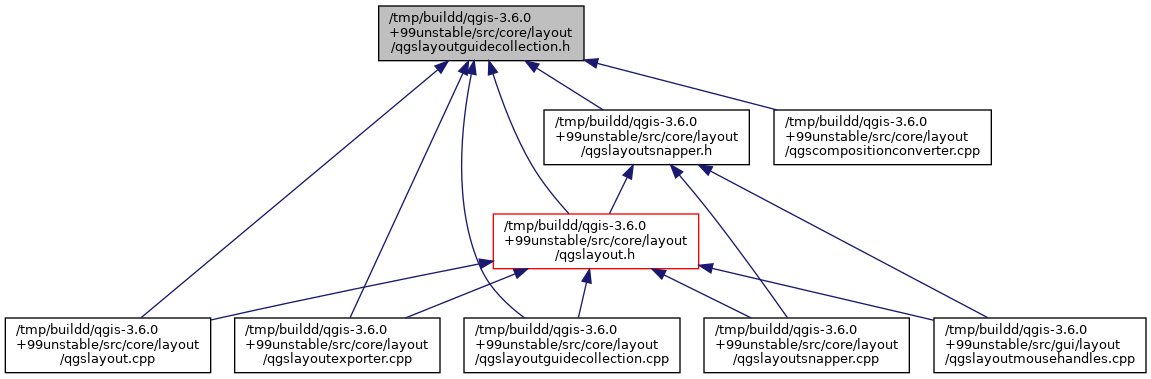 /tmp/buildd/qgis-3.6.0
+99unstable/src/core/layout
/qgslayoutguidecollection.h
/tmp/buildd/qgis-3.6.0
+99unstable/src/core/layout
/qgslayoutsnapper.h
/tmp/buildd/qgis-3.6.0
+99unstable/src/core/layout
/qgscompositionconverter.cpp
/tmp/buildd/qgis-3.6.0
+99unstable/src/core/layout
/qgslayout.h
/tmp/buildd/qgis-3.6.0
+99unstable/src/core/layout
/qgslayout.cpp
/tmp/buildd/qgis-3.6.0
+99unstable/src/core/layout
/qgslayoutexporter.cpp
/tmp/buildd/qgis-3.6.0
+99unstable/src/core/layout
/qgslayoutguidecollection.cpp
/tmp/buildd/qgis-3.6.0
+99unstable/src/core/layout
/qgslayoutsnapper.cpp
/tmp/buildd/qgis-3.6.0
+99unstable/src/gui/layout
/qgslayoutmousehandles.cpp